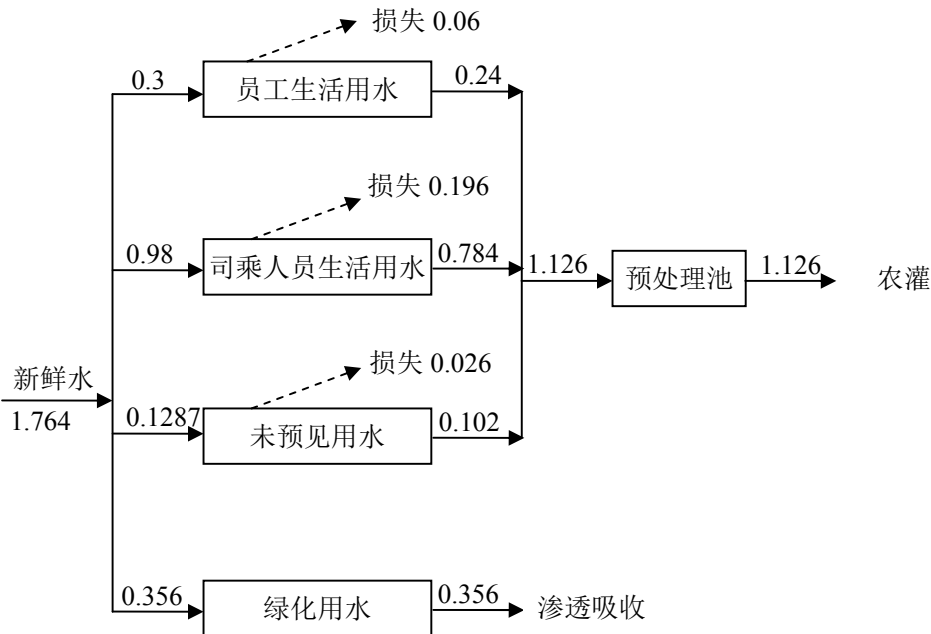 损失 0.06
0.3
员工生活用水
0.24
损失 0.196
0.98
司乘人员生活用水
0.784
1.126
预处理池
1.126
农灌
损失 0.026
新鲜水
1.764
0.1287
未预见用水
0.102
0.356
绿化用水
0.356
渗透吸收